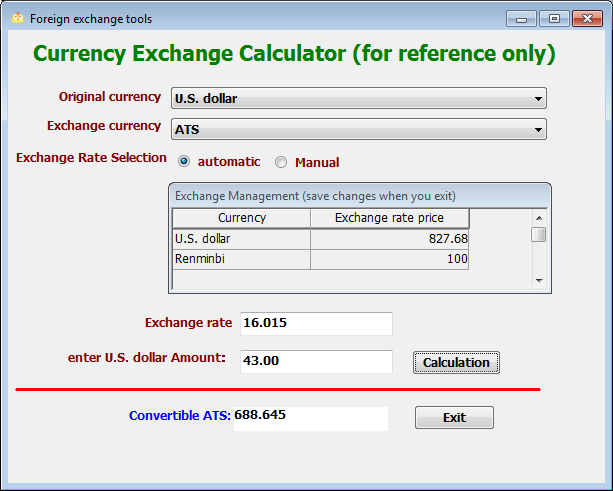 Foreign exchange tools
Currency Exchange Calculator (for reference only)
Original currency U.S. dollar
Exchange currency ATS
Exchange Rate Selection automatic Manual
Exchange Management (save changes when you exit)
Currency Exchange rate price
U.S. dollar 827.68
Renminbi 100
Exchange rate 16.015
enter U.S. dollar Amount: 43.00 Calculation
Convertible ATS: 688.645 Exit